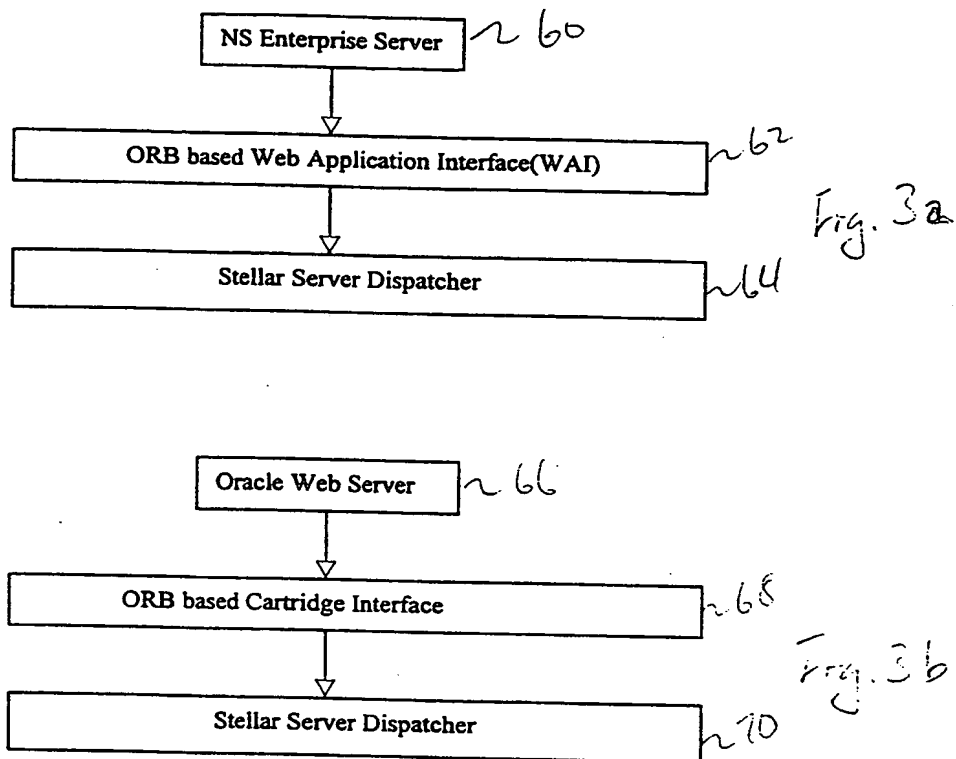 NS Enterprise Server ~ 60
ORB based Web Application Interface(WAI) ~62
Fig. 3a
Stellar Server Dispatcher ~64
Oracle Web Server ~ 66
ORB based Cartridge Interface ~68
Fig. 3b
Stellar Server Dispatcher ~70